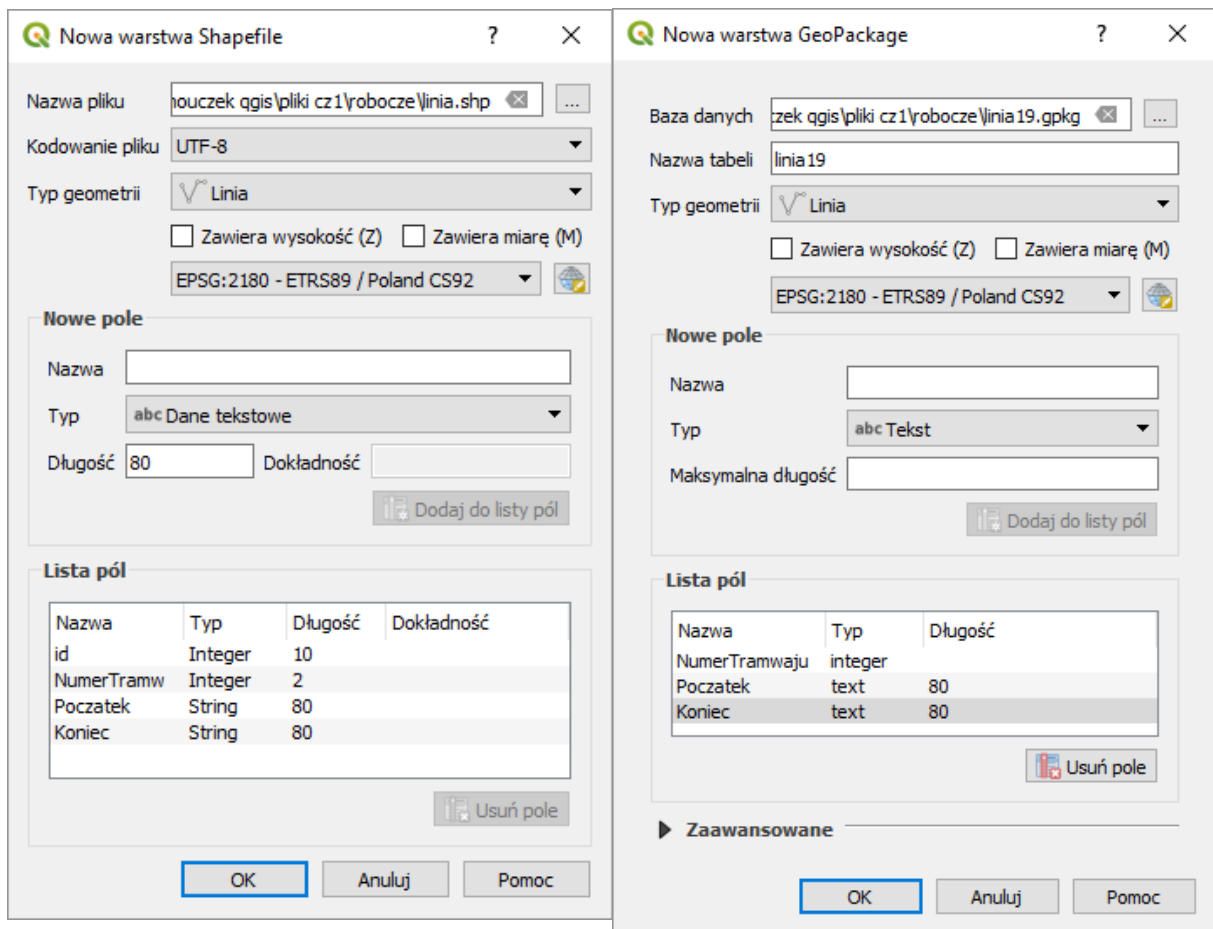 Nowa warstwa Shapefile ? ×
Nazwa pliku nouczek qgis\pliki cz1\robocze\linia.shp ...
Kodowanie pliku UTF-8
Typ geometrii Linia
Zawiera wysokość (Z) Zawiera miarę (M)
EPSG:2180 - ETRS89 / Poland CS92
Nowe pole
Nazwa
Typ abc Dane tekstowe
Długość 80 Dokładność
Dodaj do listy pól
Lista pól
Nazwa Typ Długość Dokładność
id Integer 10
NumerTramw Integer 2
Poczatek String 80
Koniec String 80
Usuń pole
OK Anuluj Pomoc
Nowa warstwa GeoPackage ? ×
Baza danych zek qgis\pliki cz1\robocze\linia19.gpkg ...
Nazwa tabeli linia19
Typ geometrii Linia
Zawiera wysokość (Z) Zawiera miarę (M)
EPSG:2180 - ETRS89 / Poland CS92
Nowe pole
Nazwa
Typ abc Tekst
Maksymalna długość
Dodaj do listy pól
Lista pól
Nazwa Typ Długość
NumerTramwaju integer
Poczatek text 80
Koniec text 80
Usuń pole
Zaawansowane
OK Anuluj Pomoc